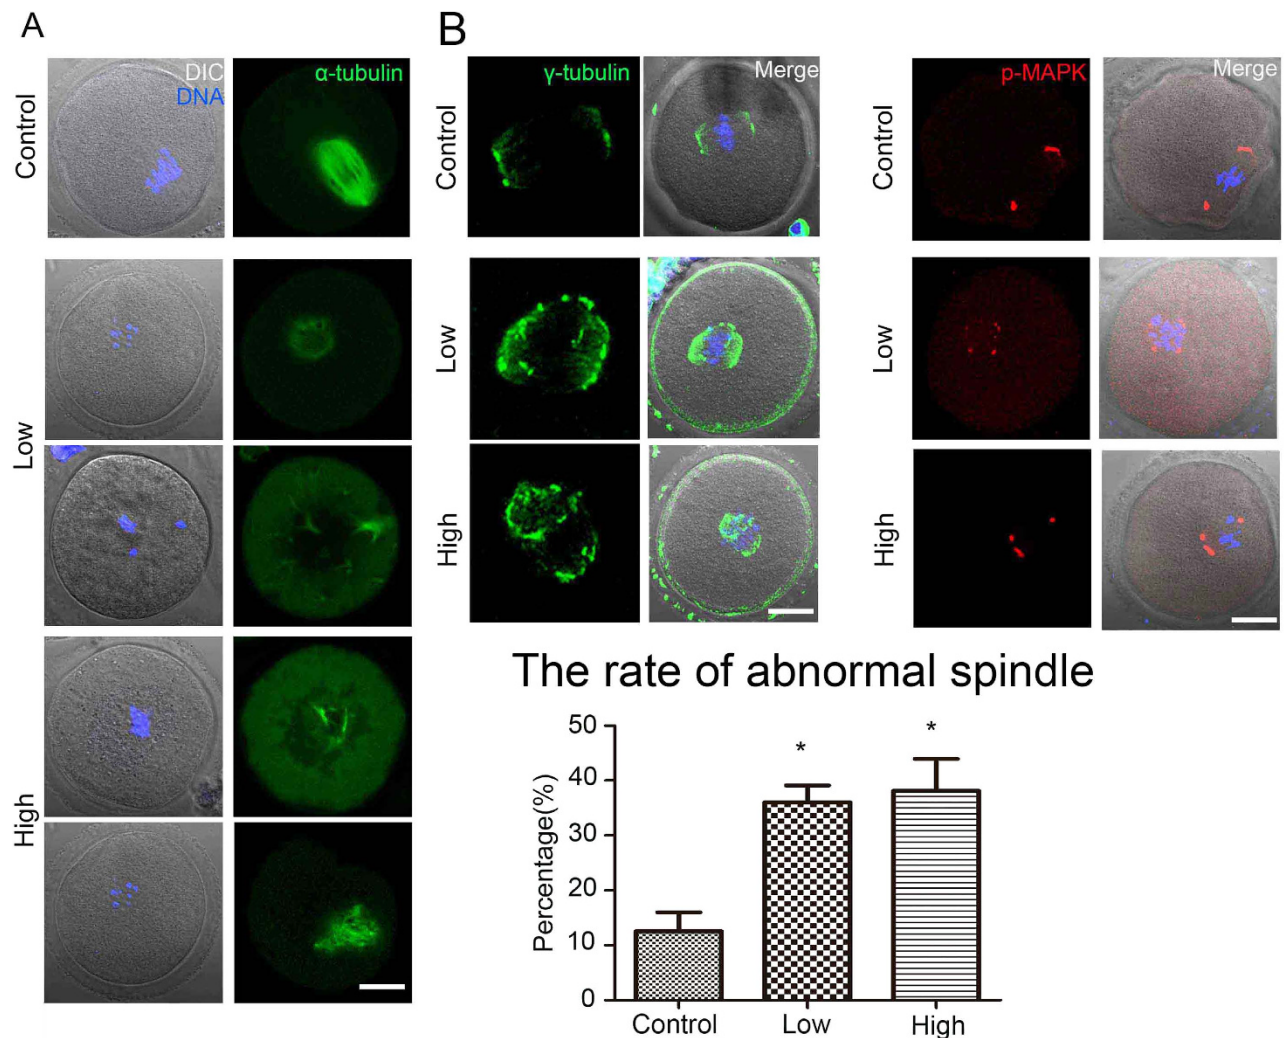 A
B
DIC
DNA
α-tubulin
Control
Low
High
γ-tubulin
Merge
Control
Low
High
p-MAPK
Merge
Control
Low
High
The rate of abnormal spindle
Percentage(%)
50
40
30
20
10
0
*
*
Control
Low
High